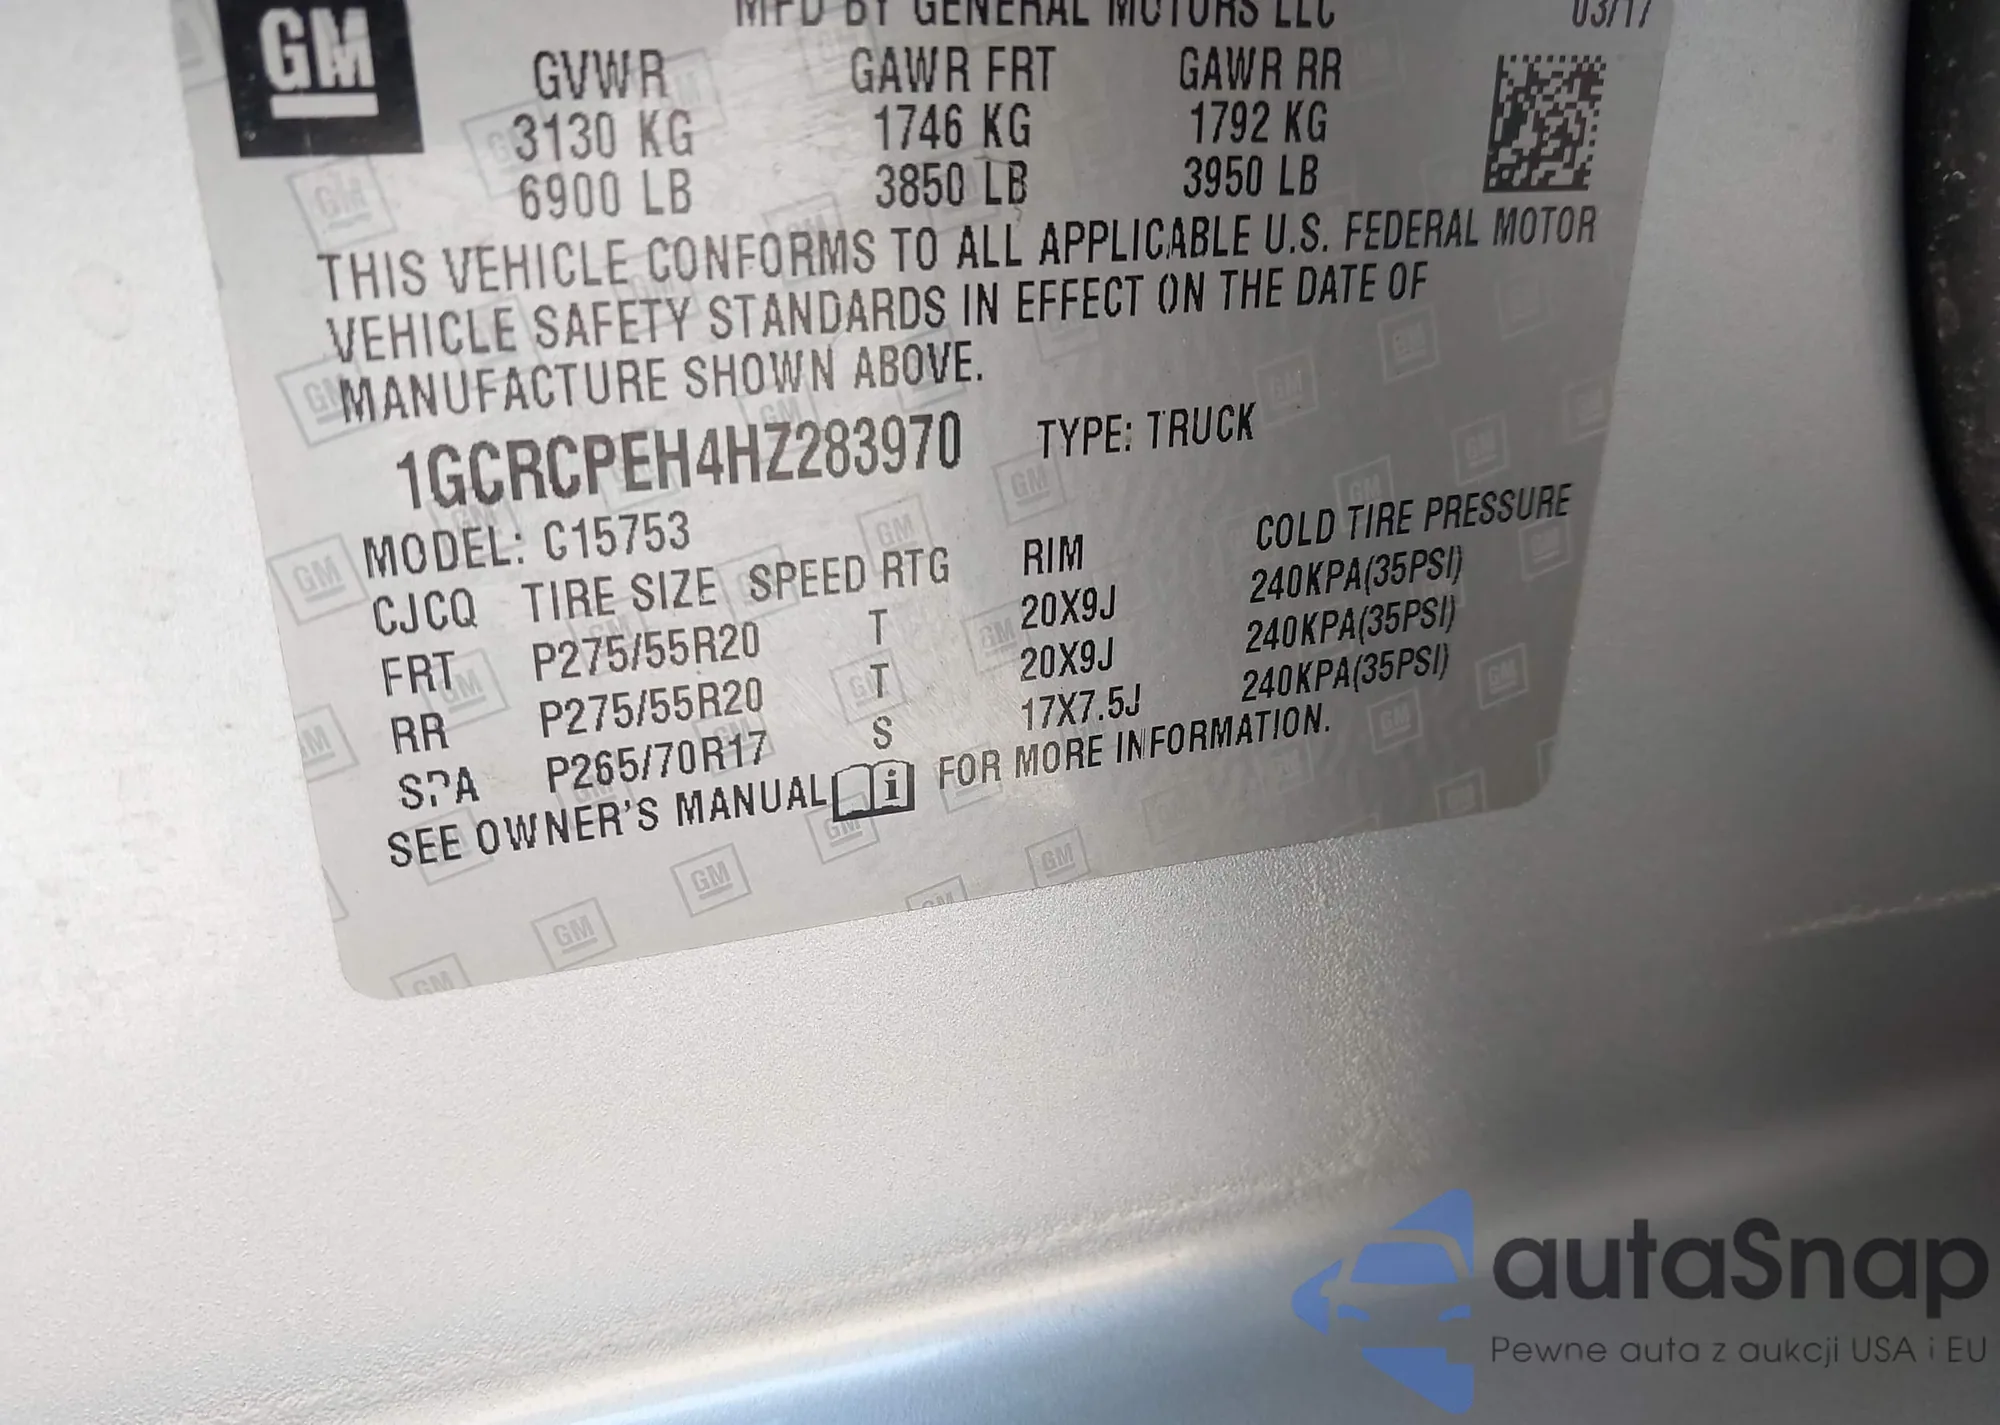 GM
MFD BY GENERAL MOTORS LLC 03/17
GVWR GAWR FRT GAWR RR
3130 KG 1746 KG 1792 KG
6900 LB 3850 LB 3950 LB
THIS VEHICLE CONFORMS TO ALL APPLICABLE U.S. FEDERAL MOTOR
VEHICLE SAFETY STANDARDS IN EFFECT ON THE DATE OF
MANUFACTURE SHOWN ABOVE.
1GCRCPEH4HZ283970 TYPE: TRUCK
MODEL: C15753
CJCQ TIRE SIZE SPEED RTG RIM COLD TIRE PRESSURE
FRT P275/55R20 T 20X9J 240KPA(35PSI)
RR P275/55R20 T 20X9J 240KPA(35PSI)
SPA P265/70R17 S 17X7.5J 240KPA(35PSI)
SEE OWNER'S MANUAL i FOR MORE INFORMATION.
autaSnap
Pewne auta z aukcji USA i EU